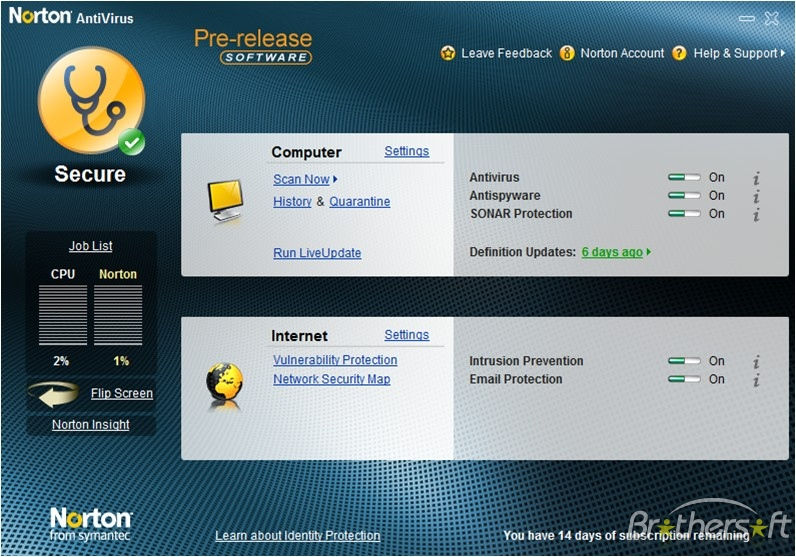 Norton AntiVirus
Pre-release
SOFTWARE
Leave Feedback Norton Account ? Help & Support
Secure
Computer Settings
Scan Now
History & Quarantine
Run LiveUpdate
Antivirus On i
Antispyware On i
SONAR Protection On i
Definition Updates: 6 days ago
Job List
CPU Norton
2% 1%
Flip Screen
Norton Insight
Internet Settings
Vulnerability Protection
Network Security Map
Intrusion Prevention On i
Email Protection On i
Norton
from symantec
Learn about Identity Protection
You have 14 days of subscription remaining
Brothersoft